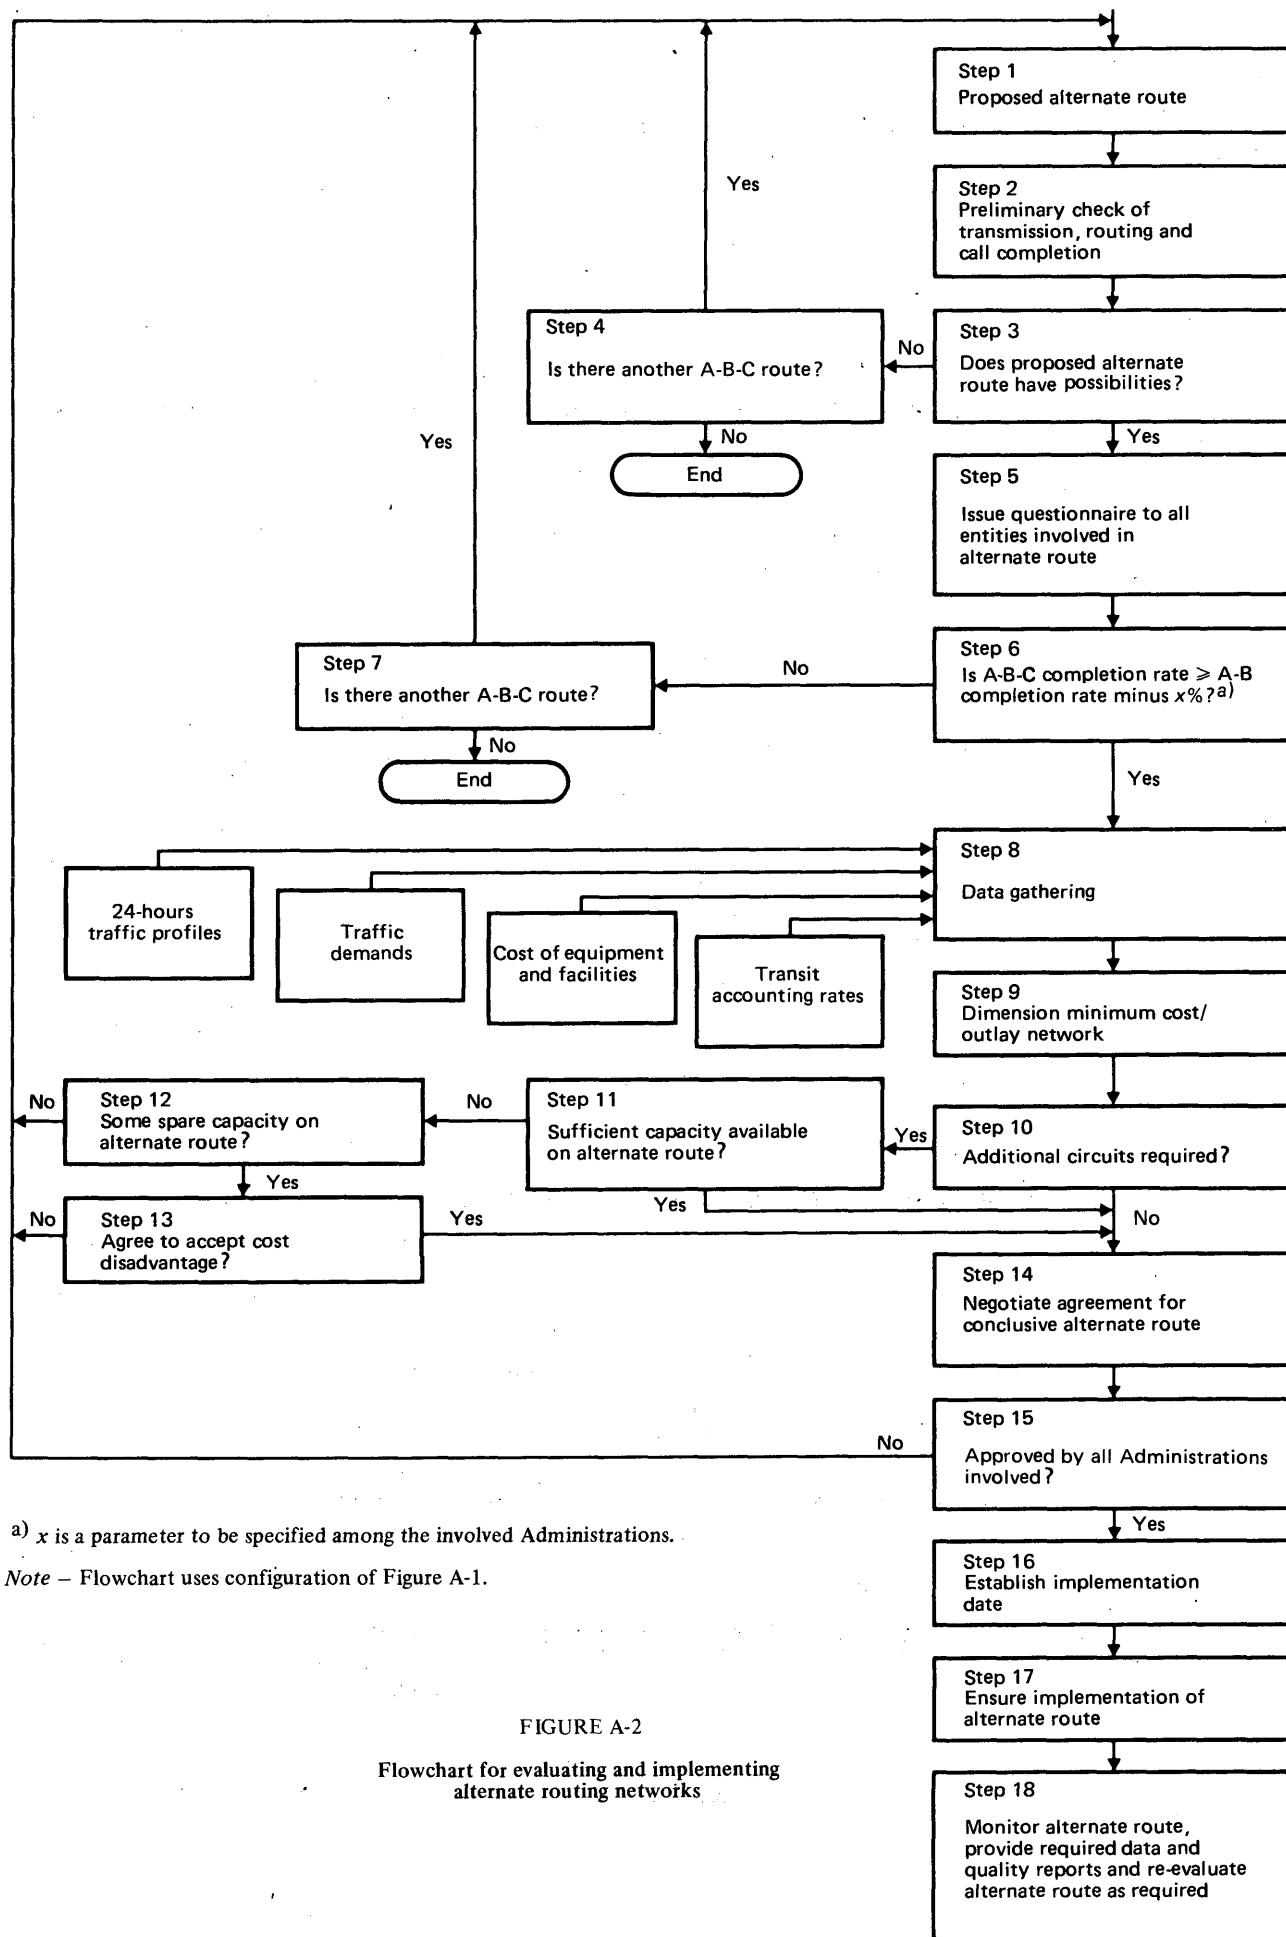 Step 1
Proposed alternate route
Step 2
Preliminary check of
transmission, routing and
call completion
Yes
Step 3
Does proposed alternate
route have possibilities?
No
Step 4
Is there another A-B-C route?
No
End
Yes
Yes
Step 5
Issue questionnaire to all
entities involved in
alternate route
Step 6
Is A-B-C completion rate ⩾ A-B
completion rate minus x%?a)
No
Step 7
Is there another A-B-C route?
No
End
Yes
Step 8
Data gathering
24-hours
traffic profiles
Traffic
demands
Cost of equipment
and facilities
Transit
accounting rates
Step 9
Dimension minimum cost/
outlay network
Step 10
Additional circuits required?
Yes
Step 11
Sufficient capacity available
on alternate route?
No
Step 12
Some spare capacity on
alternate route?
No
Yes
Yes
No
Step 13
Agree to accept cost
disadvantage?
No
Yes
Step 14
Negotiate agreement for
conclusive alternate route
Step 15
Approved by all Administrations
involved?
No
Yes
Step 16
Establish implementation
date
Step 17
Ensure implementation of
alternate route
Step 18
Monitor alternate route,
provide required data and
quality reports and re-evaluate
alternate route as required
a) x is a parameter to be specified among the involved Administrations.
Note – Flowchart uses configuration of Figure A-1.
FIGURE A-2
Flowchart for evaluating and implementing
alternate routing networks